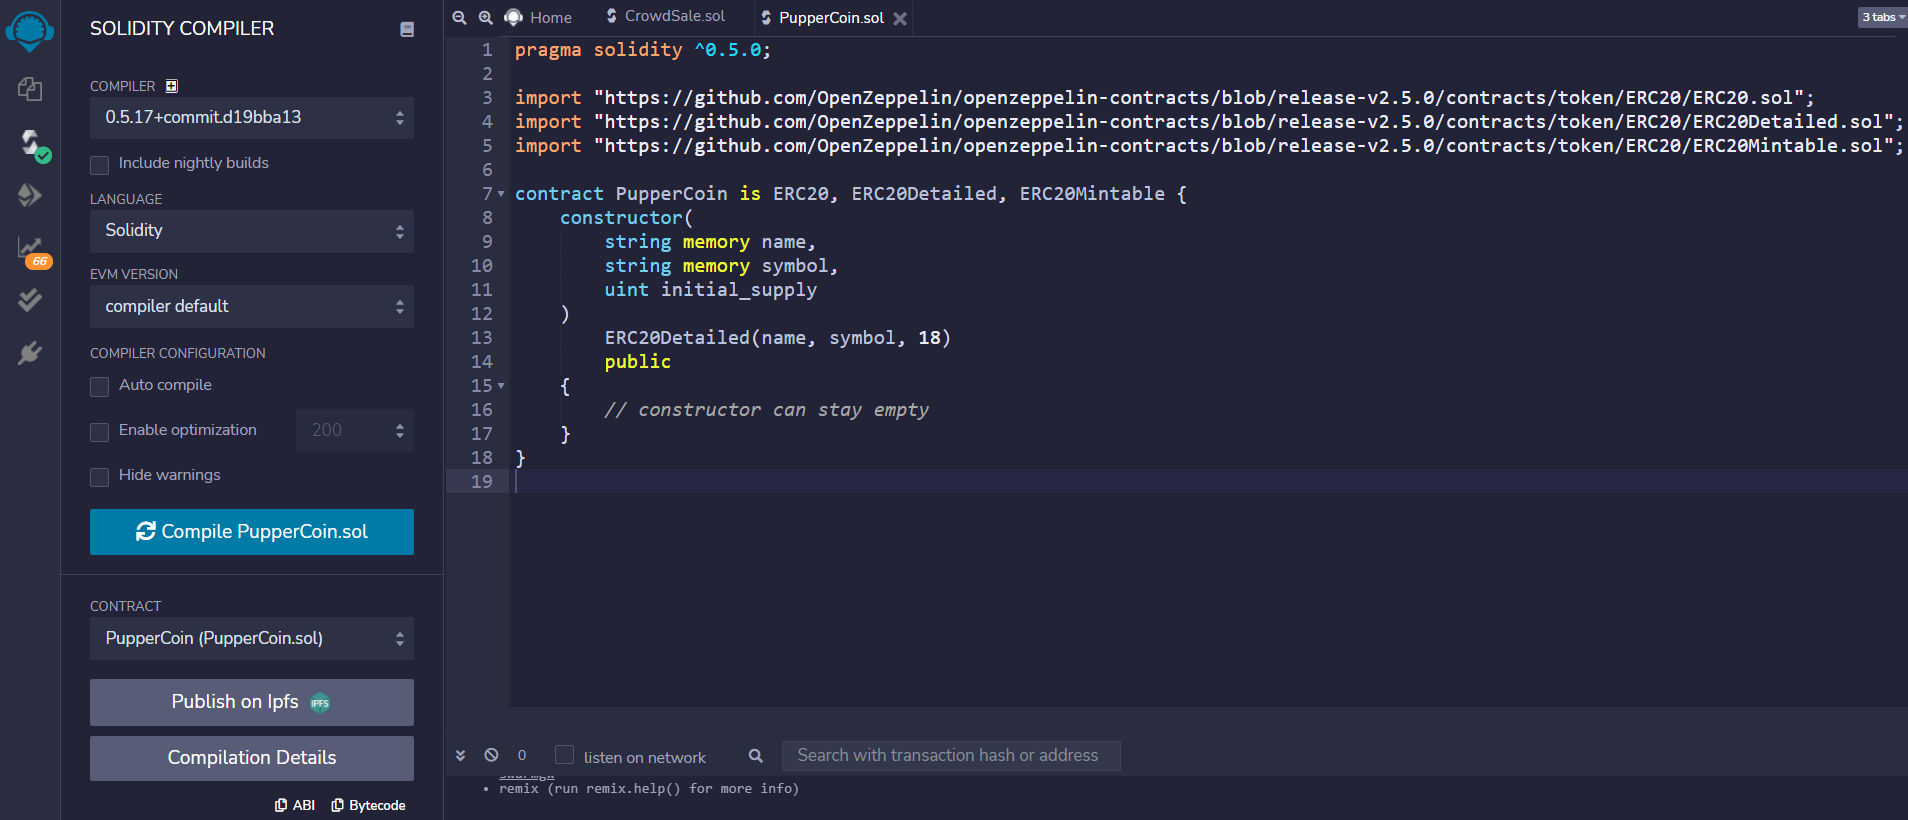 SOLIDITY COMPILER
COMPILER
0.5.17+commit.d19bba13
Include nightly builds
LANGUAGE
Solidity
EVM VERSION
compiler default
COMPILER CONFIGURATION
Auto compile
Enable optimization 200
Hide warnings
Compile PupperCoin.sol
CONTRACT
PupperCoin (PupperCoin.sol)
Publish on Ipfs IPFS
Compilation Details
ABI Bytecode
66
Home CrowdSale.sol PupperCoin.sol 3 tabs
1 pragma solidity ^0.5.0;
2
3 import "https://github.com/OpenZeppelin/openzeppelin-contracts/blob/release-v2.5.0/contracts/token/ERC20/ERC20.sol";
4 import "https://github.com/OpenZeppelin/openzeppelin-contracts/blob/release-v2.5.0/contracts/token/ERC20/ERC20Detailed.sol";
5 import "https://github.com/OpenZeppelin/openzeppelin-contracts/blob/release-v2.5.0/contracts/token/ERC20/ERC20Mintable.sol";
6
7 contract PupperCoin is ERC20, ERC20Detailed, ERC20Mintable {
8 constructor(
9 string memory name,
10 string memory symbol,
11 uint initial_supply
12 )
13 ERC20Detailed(name, symbol, 18)
14 public
15 {
16 // constructor can stay empty
17 }
18 }
19
0 listen on network Search with transaction hash or address
• remix (run remix.help() for more info)